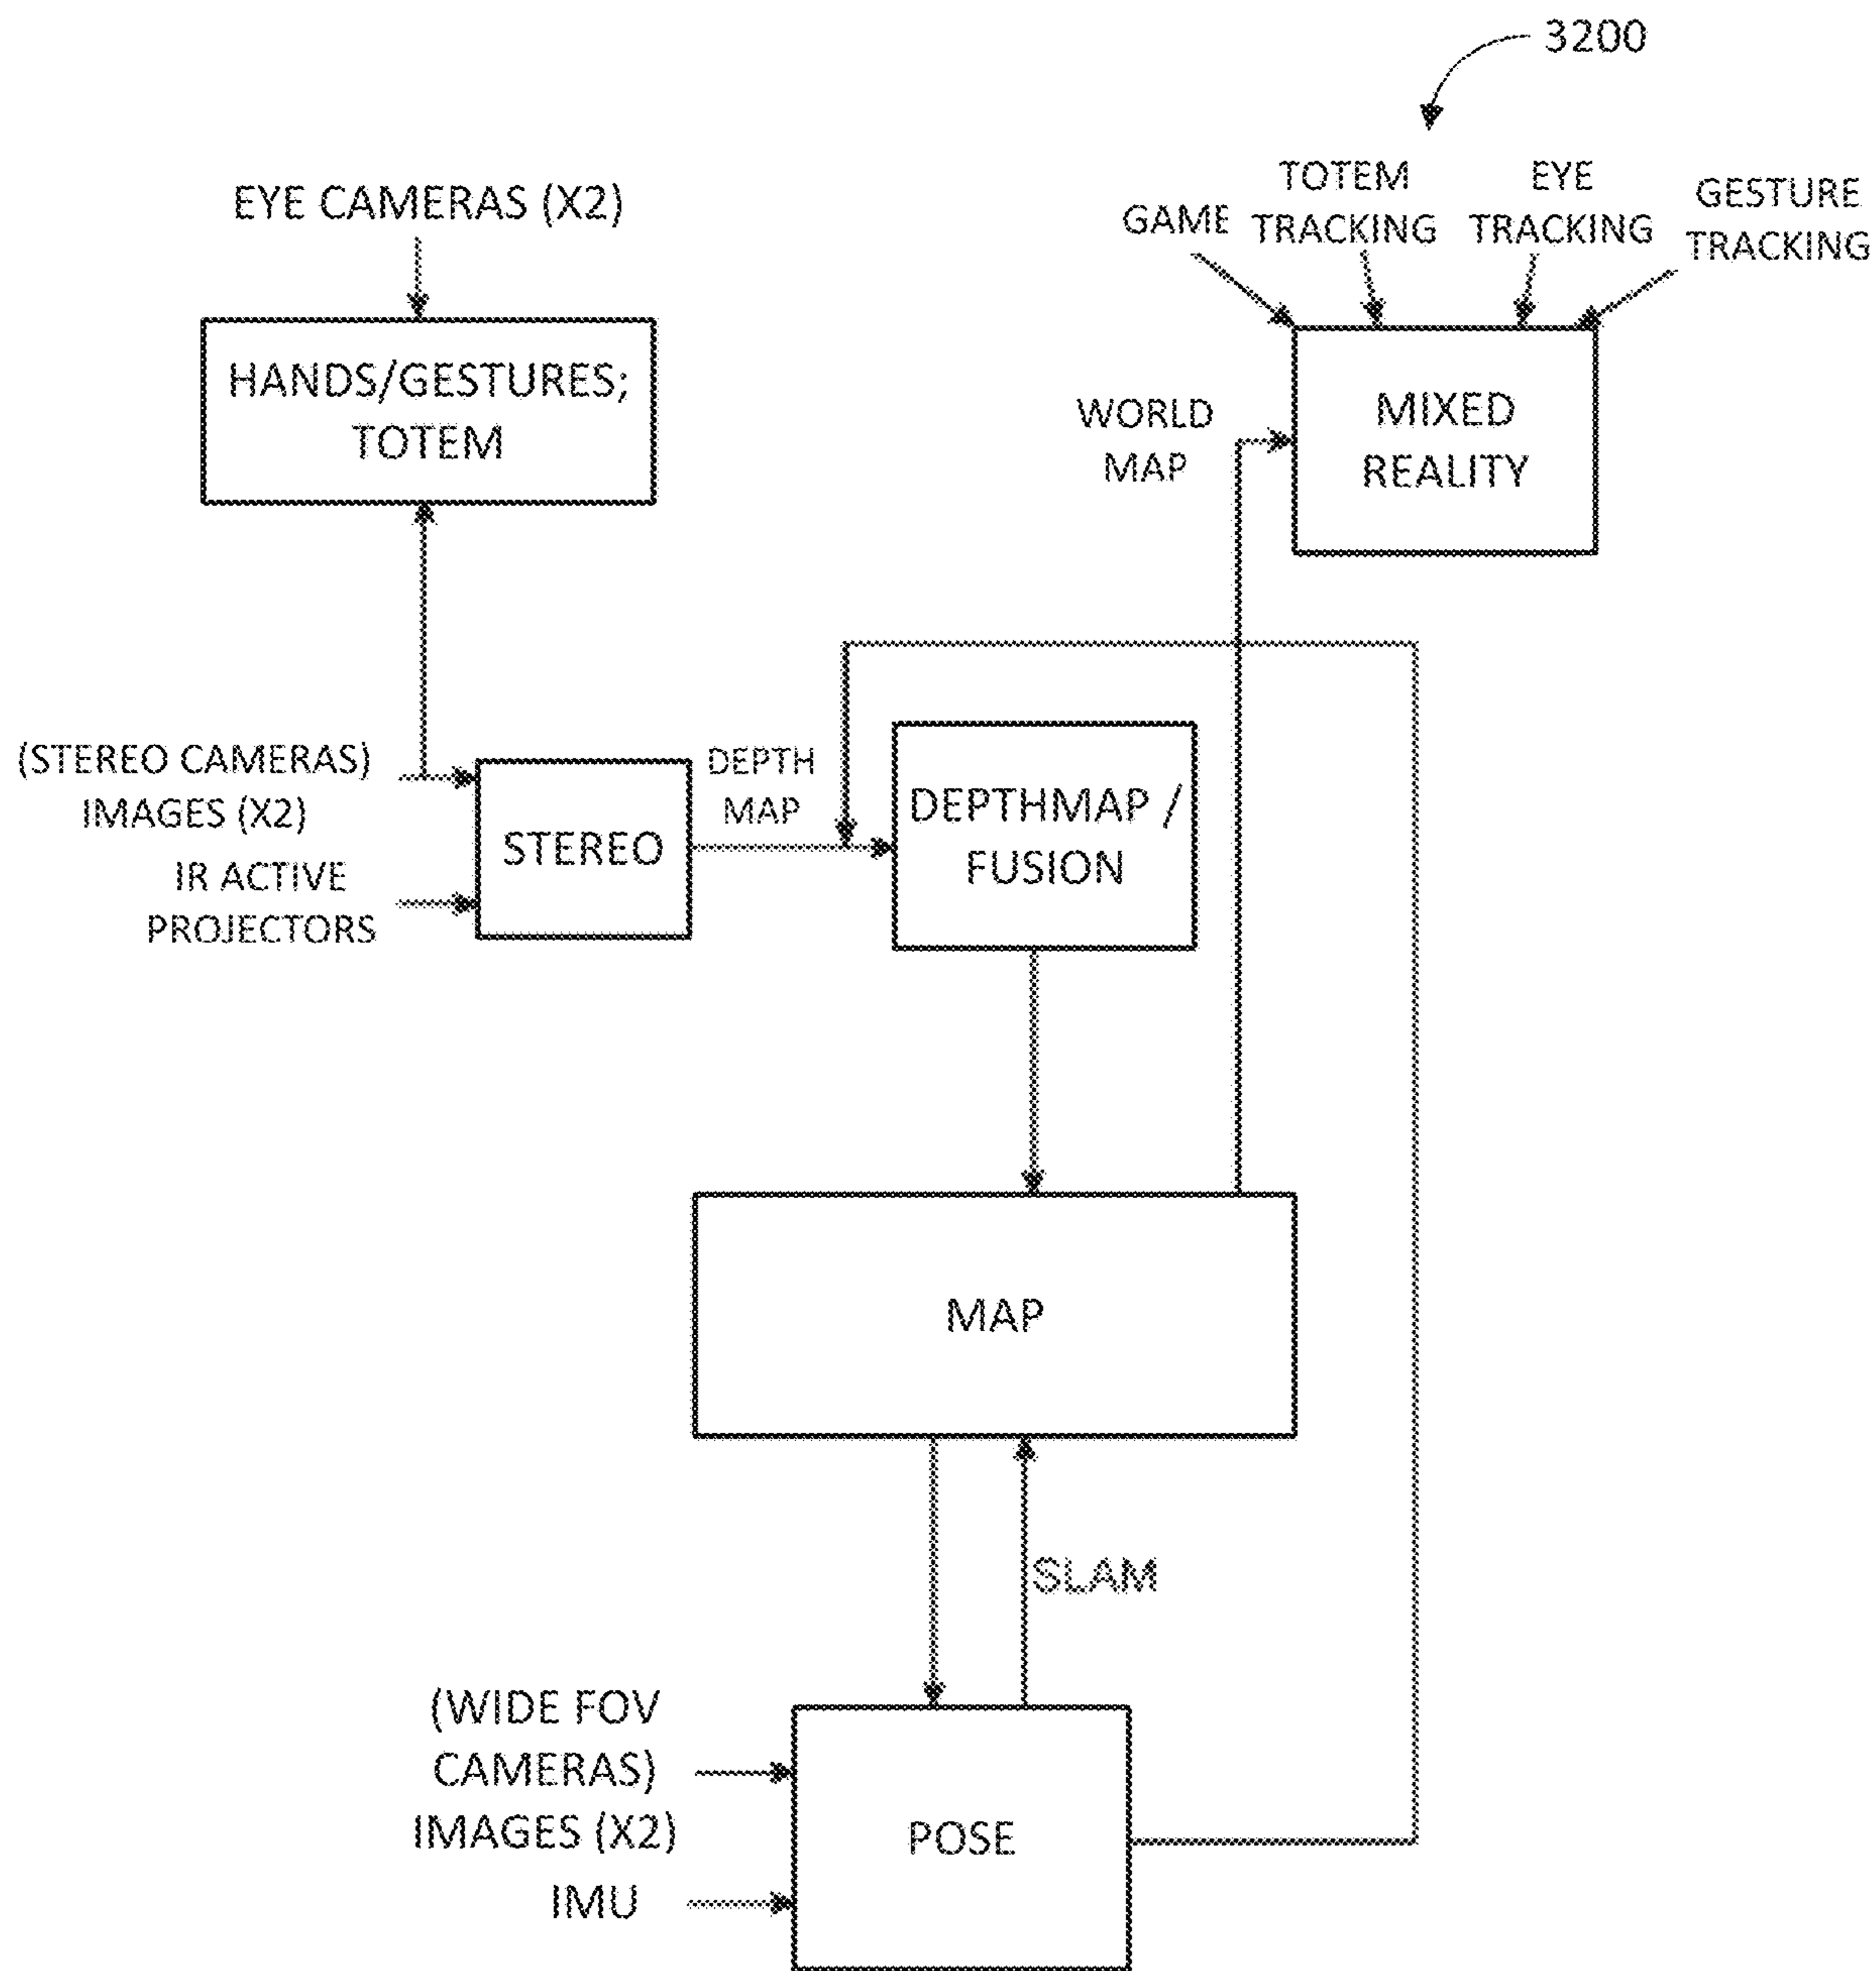 3200
EYE CAMERAS (X2)
GAME
TOTEM
TRACKING
EYE
TRACKING
GESTURE
TRACKING
HANDS/GESTURES;
TOTEM
WORLD
MAP
MIXED
REALITY
(STEREO CAMERAS)
IMAGES (X2)
IR ACTIVE
PROJECTORS
STEREO
DEPTH
MAP
DEPTHMAP /
FUSION
MAP
SLAM
(WIDE FOV
CAMERAS)
IMAGES (X2)
IMU
POSE